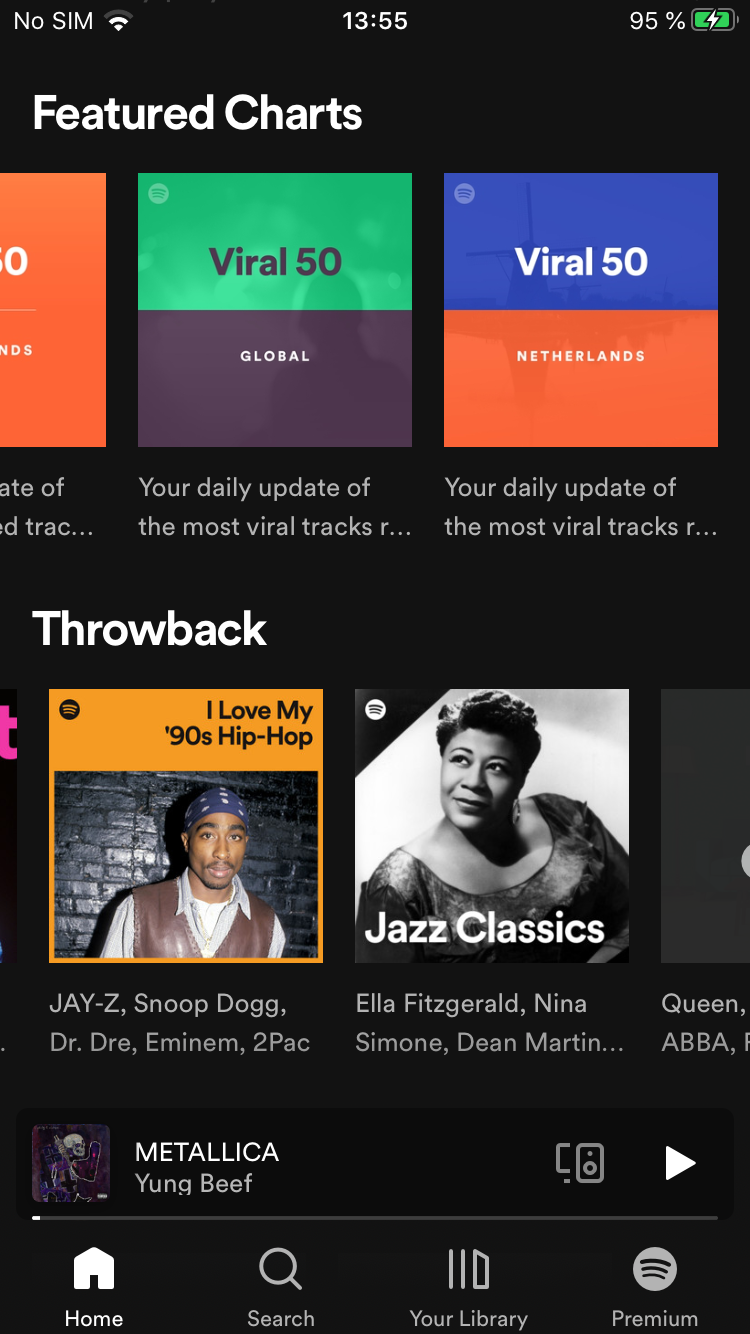 No SIM
13:55
95 %
Featured Charts
50
NDS
Viral 50
GLOBAL
Viral 50
NETHERLANDS
ate of
ed trac...
Your daily update of
the most viral tracks r...
Your daily update of
the most viral tracks r...
Throwback
t
I Love My
'90s Hip-Hop
Jazz Classics
.
JAY-Z, Snoop Dogg,
Dr. Dre, Eminem, 2Pac
Ella Fitzgerald, Nina
Simone, Dean Martin...
Queen,
ABBA, F
METALLICA
Yung Beef
Home
Search
Your Library
Premium